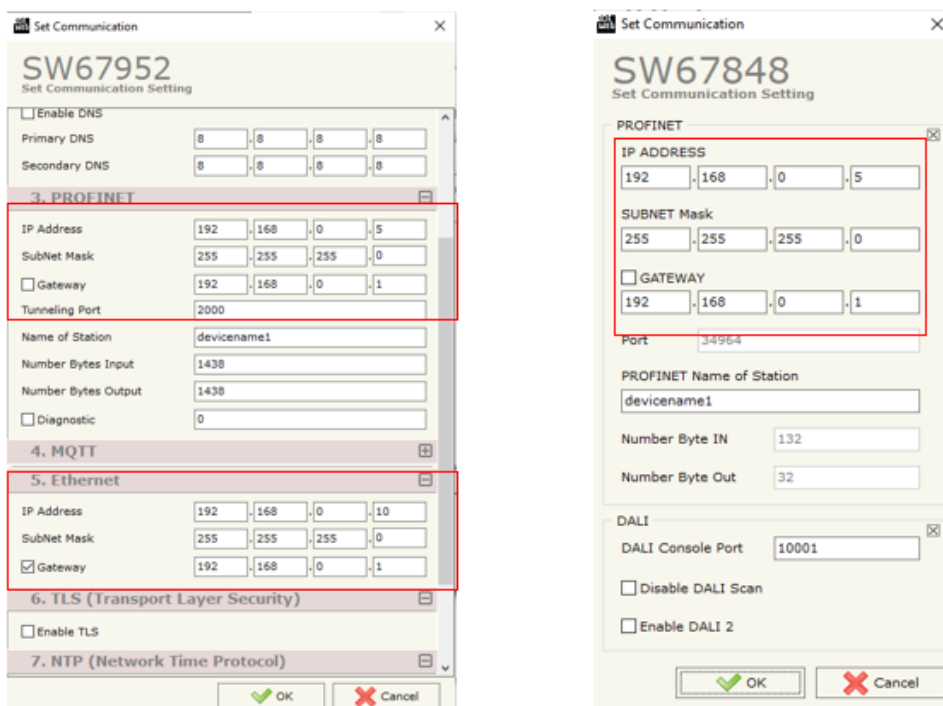 Set Communication
SW67952
Set Communication Setting
Enable DNS
Primary DNS 8 . 8 . 8 . 8
Secondary DNS 8 . 8 . 8 . 8
3. PROFINET
IP Address 192 . 168 . 0 . 5
SubNet Mask 255 . 255 . 255 . 0
Gateway 192 . 168 . 0 . 1
Tunneling Port 2000
Name of Station devicename1
Number Bytes Input 1438
Number Bytes Output 1438
Diagnostic 0
4. MQTT
5. Ethernet
IP Address 192 . 168 . 0 . 10
SubNet Mask 255 . 255 . 255 . 0
Gateway 192 . 168 . 0 . 1
6. TLS (Transport Layer Security)
Enable TLS
7. NTP (Network Time Protocol)
OK Cancel
Set Communication
SW67848
Set Communication Setting
PROFINET
IP ADDRESS
192 . 168 . 0 . 5
SUBNET Mask
255 . 255 . 255 . 0
GATEWAY
192 . 168 . 0 . 1
Port 34964
PROFINET Name of Station
devicename1
Number Byte IN 132
Number Byte Out 32
DALI
DALI Console Port 10001
Disable DALI Scan
Enable DALI 2
OK Cancel